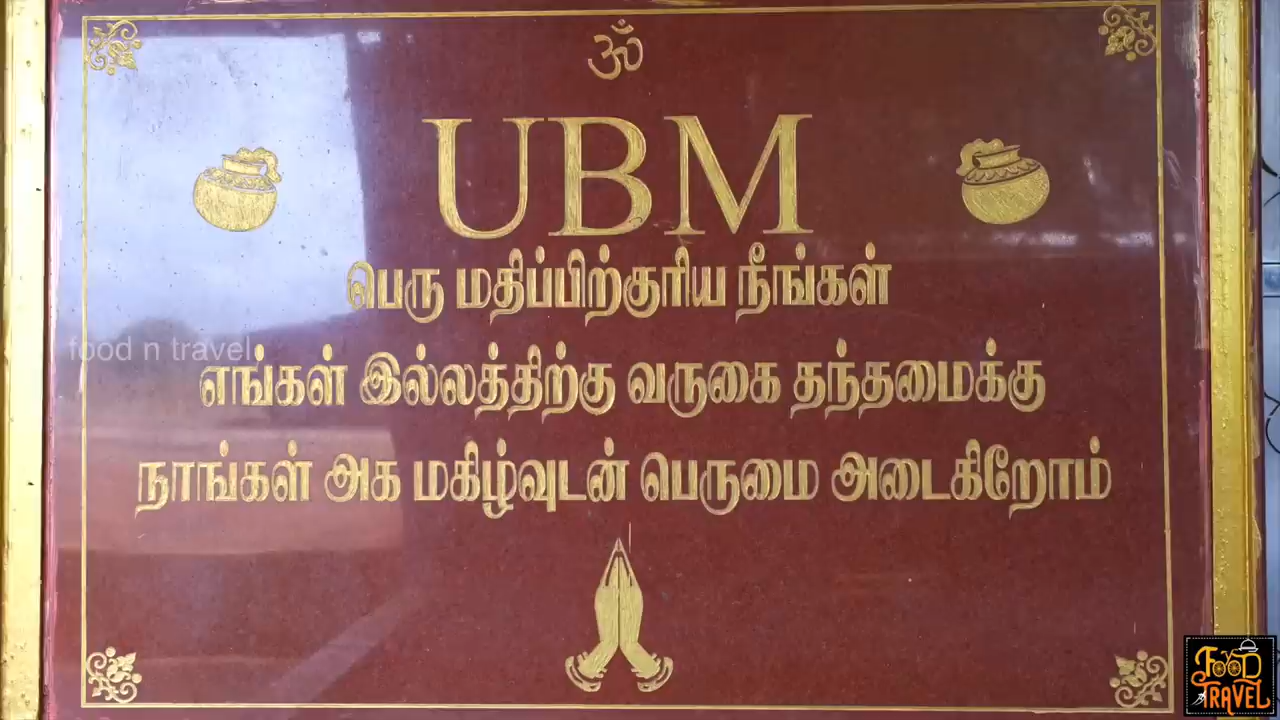 ॐ
UBM
பெரு மதிப்பிற்குரிய நீங்கள்
எங்கள் இல்லத்திற்கு வருகை தந்தமைக்கு
நாங்கள் அக மகிழ்வுடன் பெருமை அடைகிறோம்
food n travel
FOOD
TRAVEL